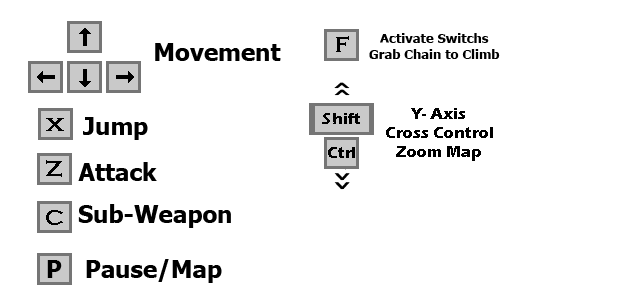 ↑
← ↓ → Movement
X Jump
Z Attack
C Sub-Weapon
P Pause/Map
F Activate Switchs
Grab Chain to Climb
Shift
Ctrl
Y- Axis
Cross Control
Zoom Map